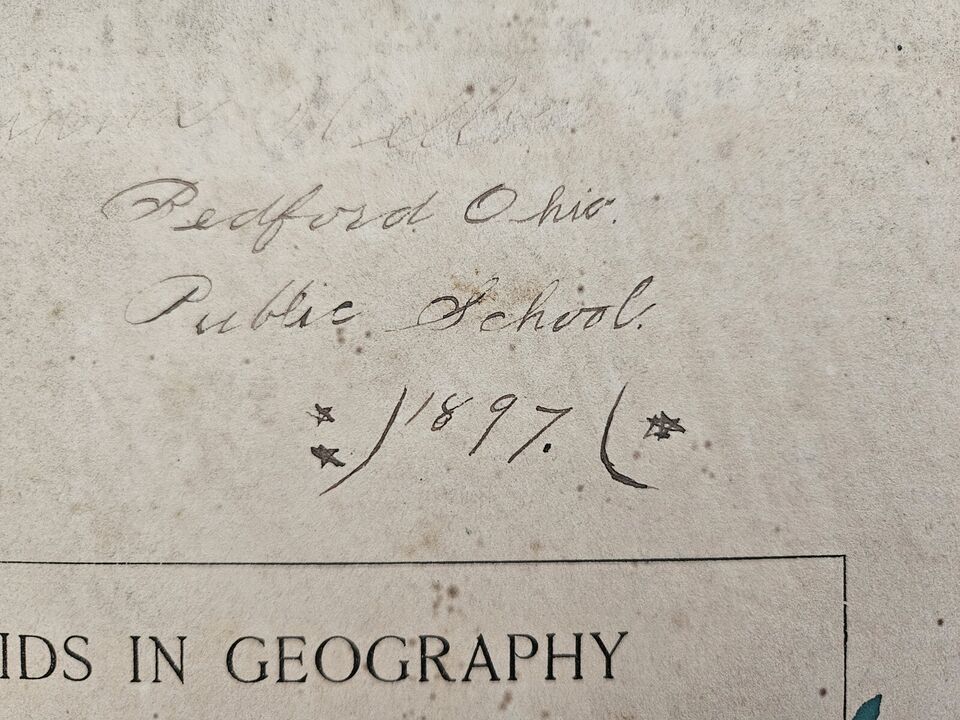 Bedford Ohio.
Public School.
1897.
IDS IN GEOGRAPHY